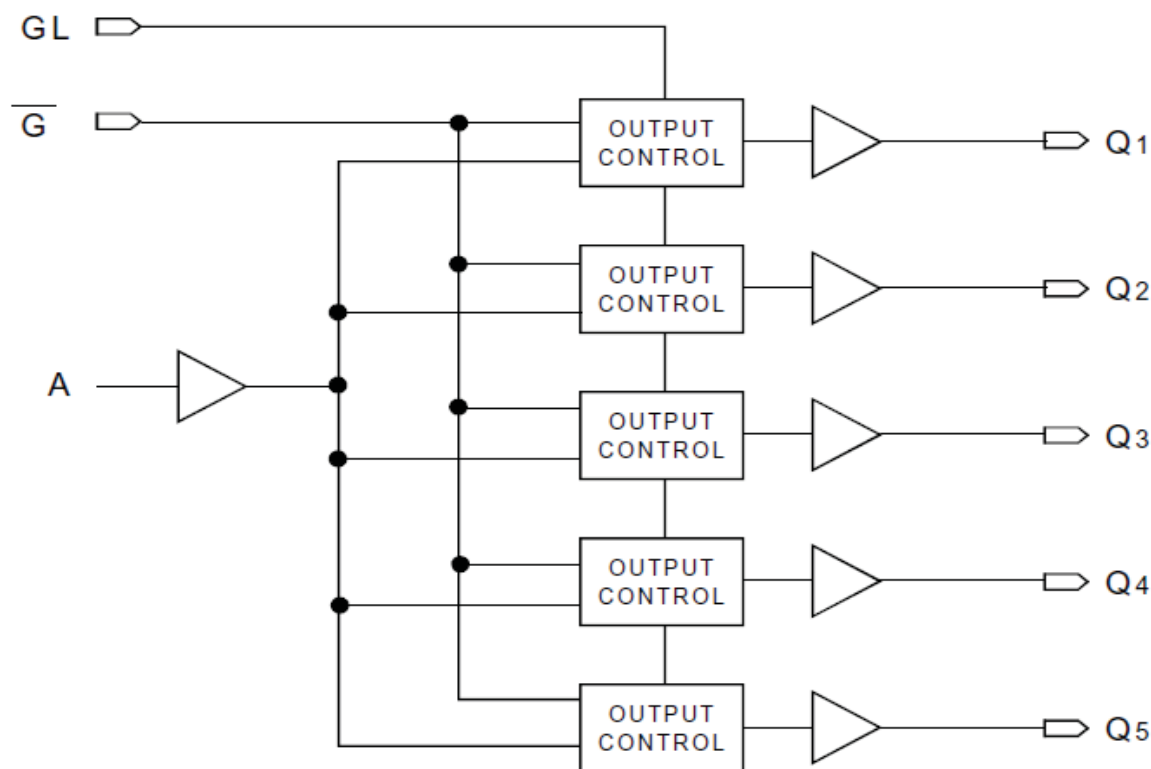 GL
G
OUTPUT
CONTROL
Q1
OUTPUT
CONTROL
Q2
A
OUTPUT
CONTROL
Q3
OUTPUT
CONTROL
Q4
OUTPUT
CONTROL
Q5